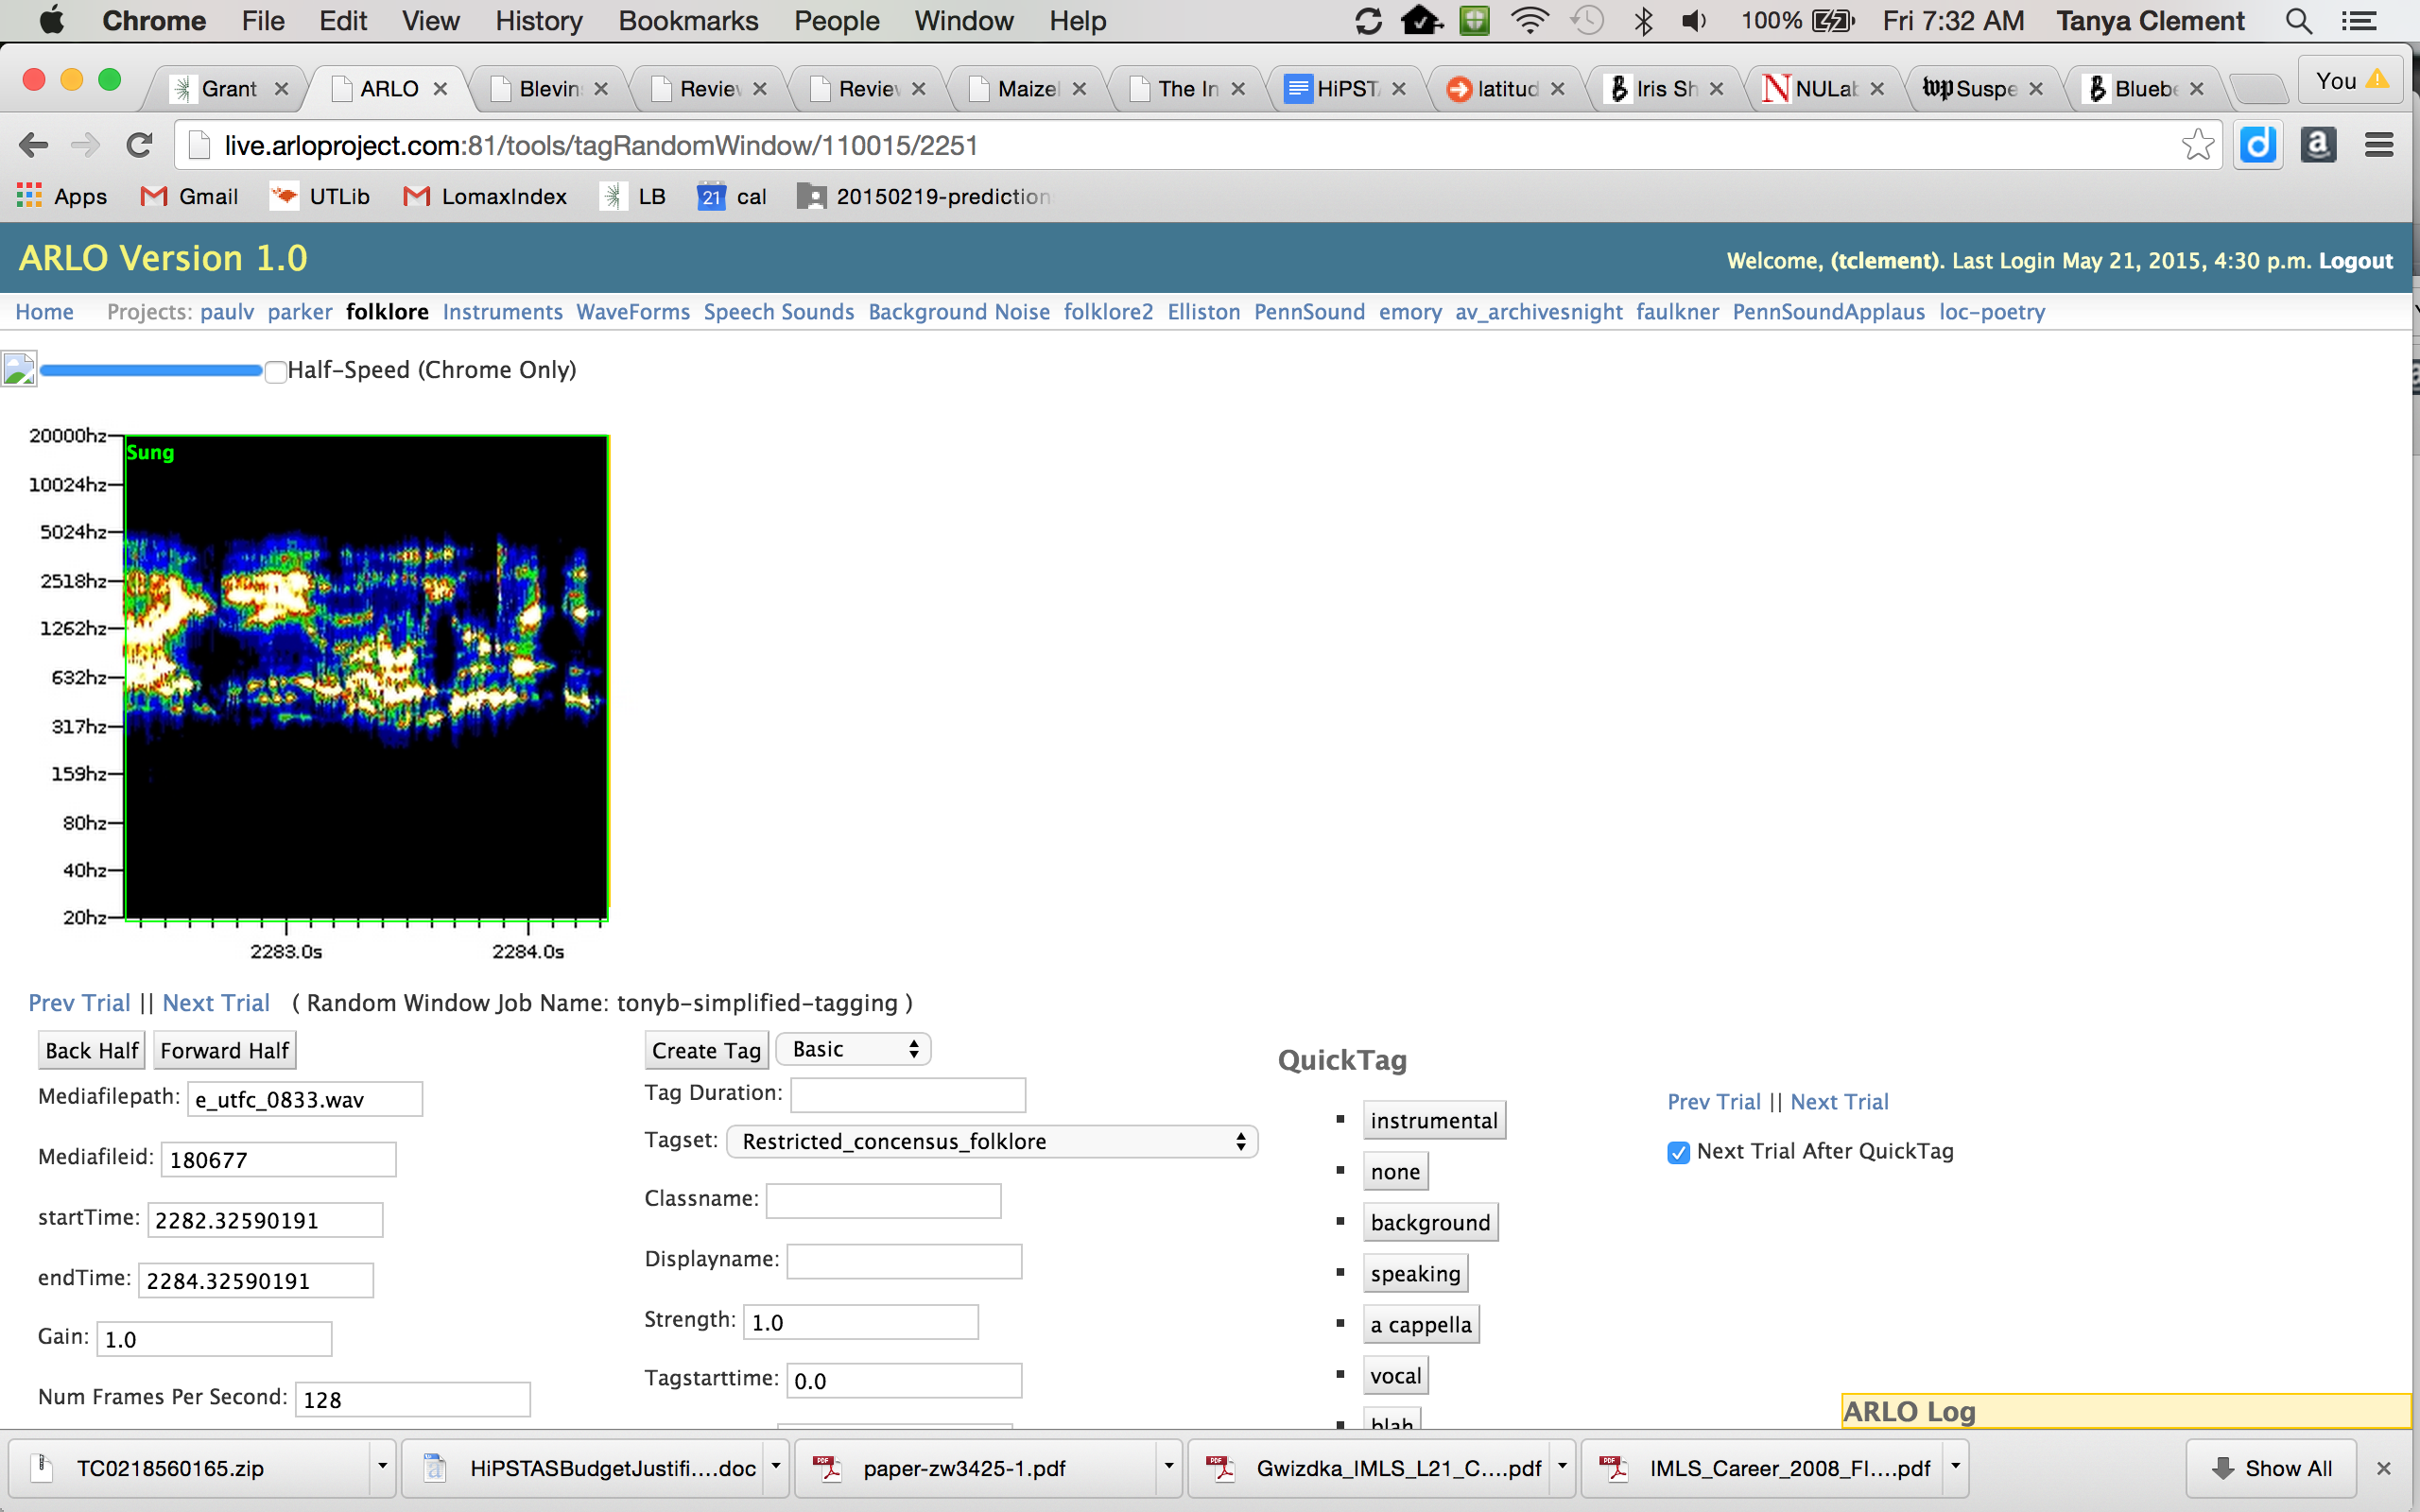 Chrome File Edit View History Bookmarks People Window Help 100% Fri 7:32 AM Tanya Clement
Grant ARLO Blevin Review Review Maizel The In HiPST latitud Iris Sh NULab Suspe Blueb You
live.arloproject.com:81/tools/tagRandomWindow/110015/2251
Apps Gmail UTLib LomaxIndex LB 21 cal 20150219-prediction
ARLO Version 1.0
Welcome, (tclement). Last Login May 21, 2015, 4:30 p.m. Logout
Home Projects: paulv parker folklore Instruments WaveForms Speech Sounds Background Noise folklore2 Elliston PennSound emory av_archivesnight faulkner PennSoundApplaus loc-poetry
Half-Speed (Chrome Only)
Sung
20000hz
10024hz
5024hz
2518hz
1262hz
632hz
317hz
159hz
80hz
40hz
20hz
2283.0s 2284.0s
Prev Trial || Next Trial ( Random Window Job Name: tonyb-simplified-tagging )
Back Half Forward Half
Mediafilepath: e_utfc_0833.wav
Mediafileid: 180677
startTime: 2282.32590191
endTime: 2284.32590191
Gain: 1.0
Num Frames Per Second: 128
Create Tag Basic
Tag Duration:
Tagset: Restricted_concensus_folklore
Classname:
Displayname:
Strength: 1.0
Tagstarttime: 0.0
QuickTag
instrumental
none
background
speaking
a cappella
vocal
blah
Prev Trial || Next Trial
Next Trial After QuickTag
ARLO Log
TC0218560165.zip HiPSTASBudgetJustifi....doc paper-zw3425-1.pdf Gwizdka_IMLS_L21_C....pdf IMLS_Career_2008_FI....pdf Show All